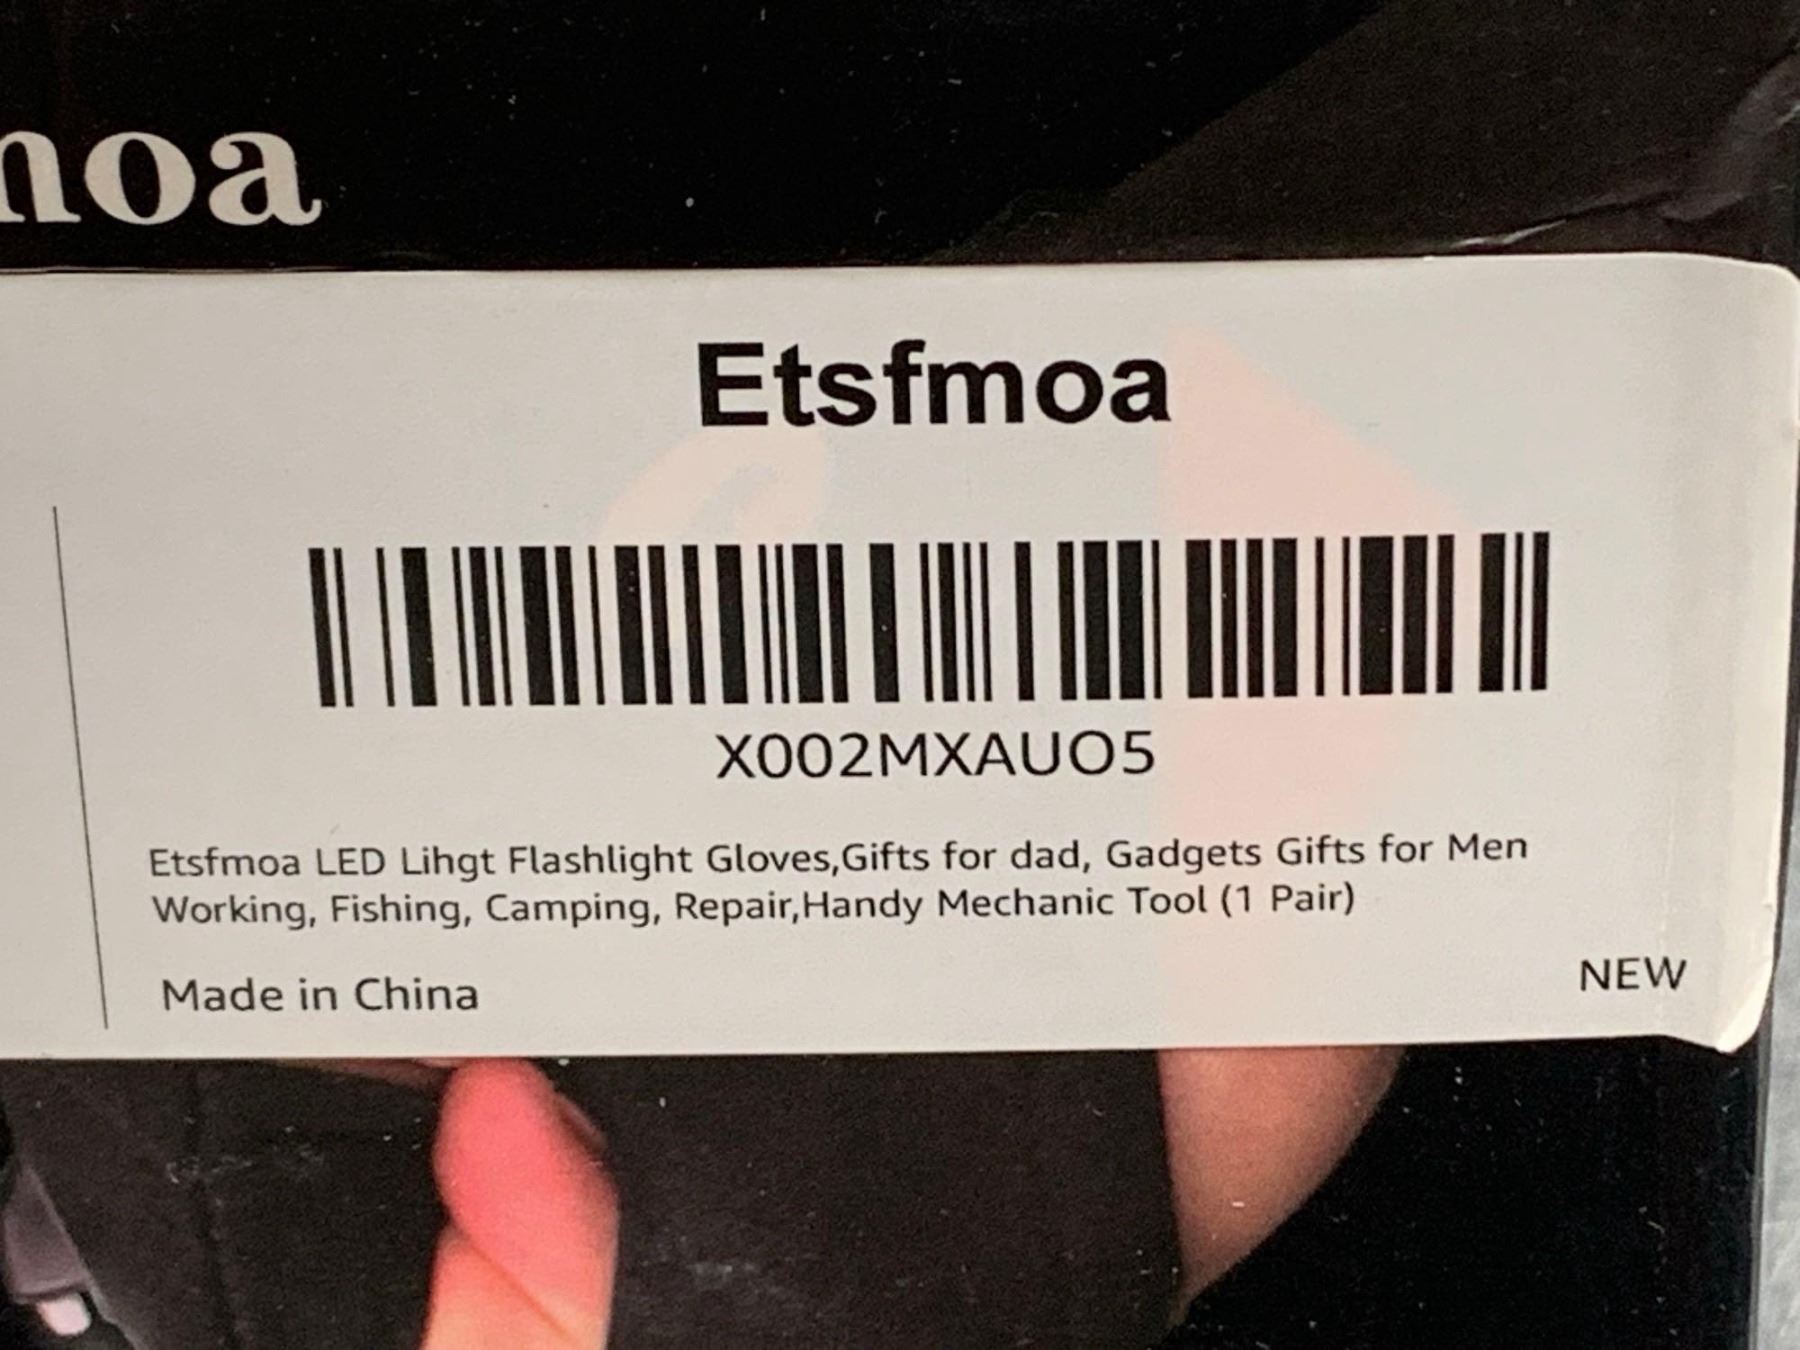 moa
Etsfmoa
X002MXAUO5
Etsfmoa LED Lihgt Flashlight Gloves,Gifts for dad, Gadgets Gifts for Men
Working, Fishing, Camping, Repair,Handy Mechanic Tool (1 Pair)
Made in China
NEW